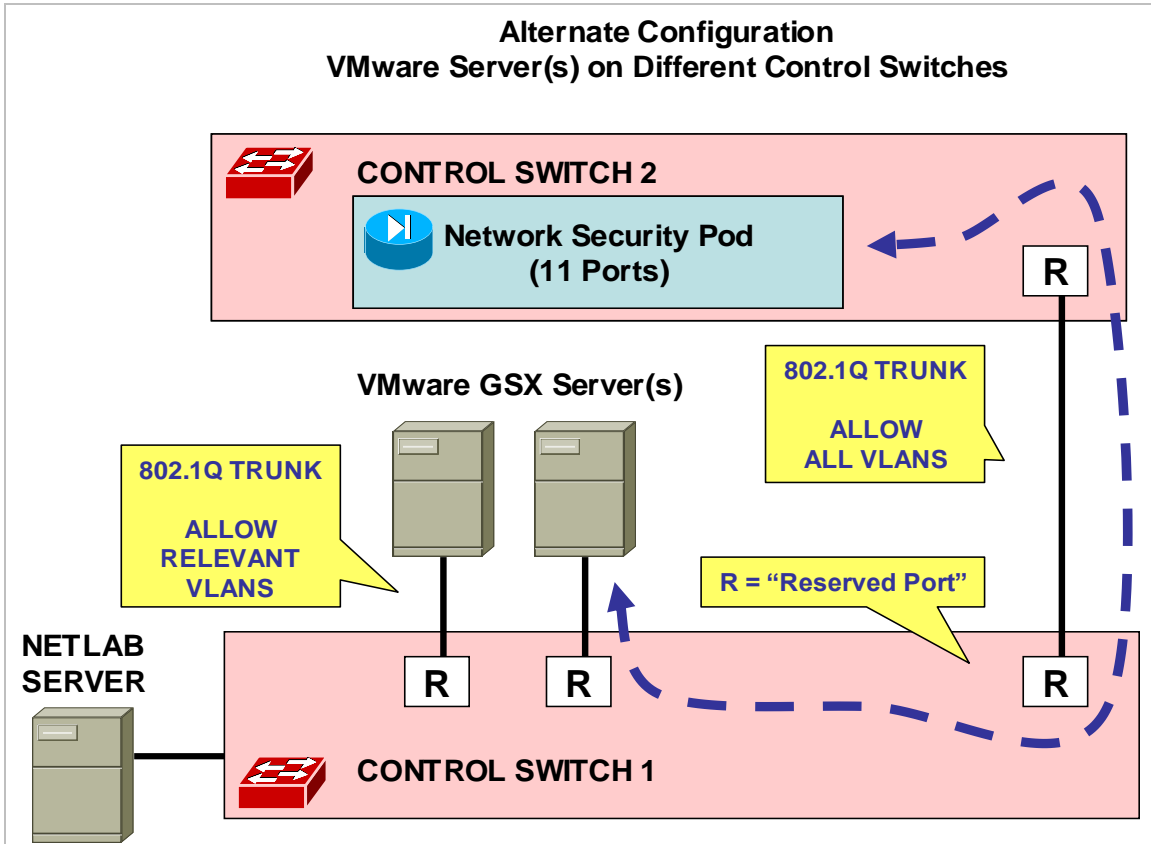 Alternate Configuration
VMware Server(s) on Different Control Switches
CONTROL SWITCH 2
Network Security Pod
(11 Ports)
R
802.1Q TRUNK
ALLOW
ALL VLANS
VMware GSX Server(s)
802.1Q TRUNK
ALLOW
RELEVANT
VLANS
R = “Reserved Port”
NETLAB
SERVER
R
R
R
CONTROL SWITCH 1